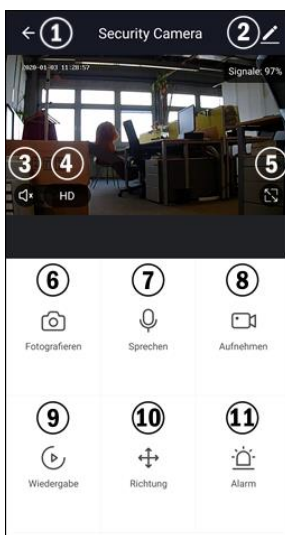 1 Security Camera 2
2020-01-03 11:28:57 Signale: 97%
3 4 5
HD
6 7 8
Fotografieren Sprechen Aufnehmen
9 10 11
Wiedergabe Richtung Alarm